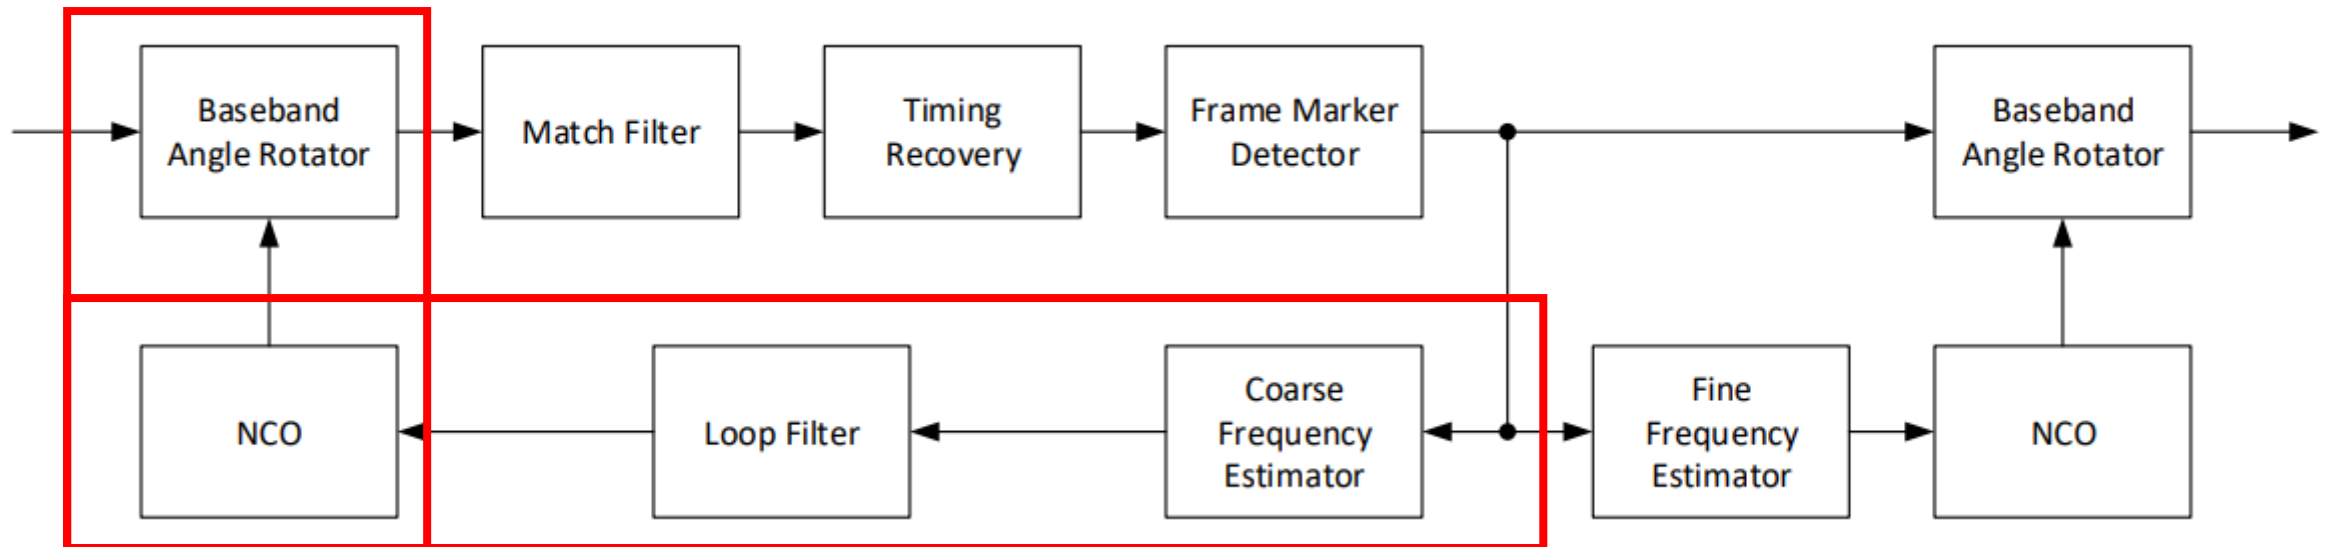 Baseband
Angle Rotator
Match Filter
Timing
Recovery
Frame Marker
Detector
Baseband
Angle Rotator
NCO
Loop Filter
Coarse
Frequency
Estimator
Fine
Frequency
Estimator
NCO